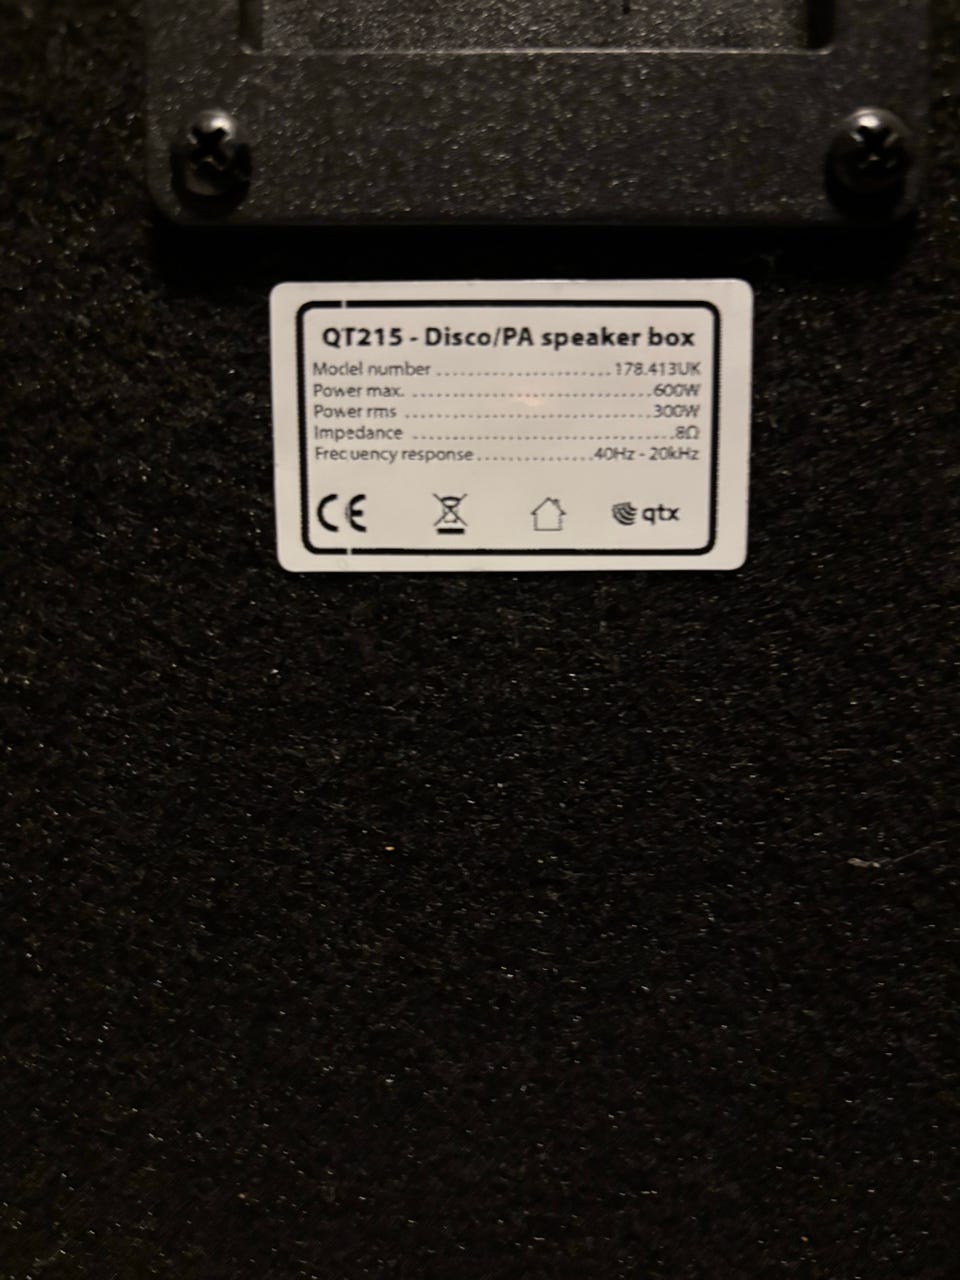 QT215 - Disco/PA speaker box
Model number .......................178.413UK
Power max. ...............................600W
Power rms ................................300W
Impedance ..................................8Ω
Frequency response ..............40Hz - 20kHz
CE qtx